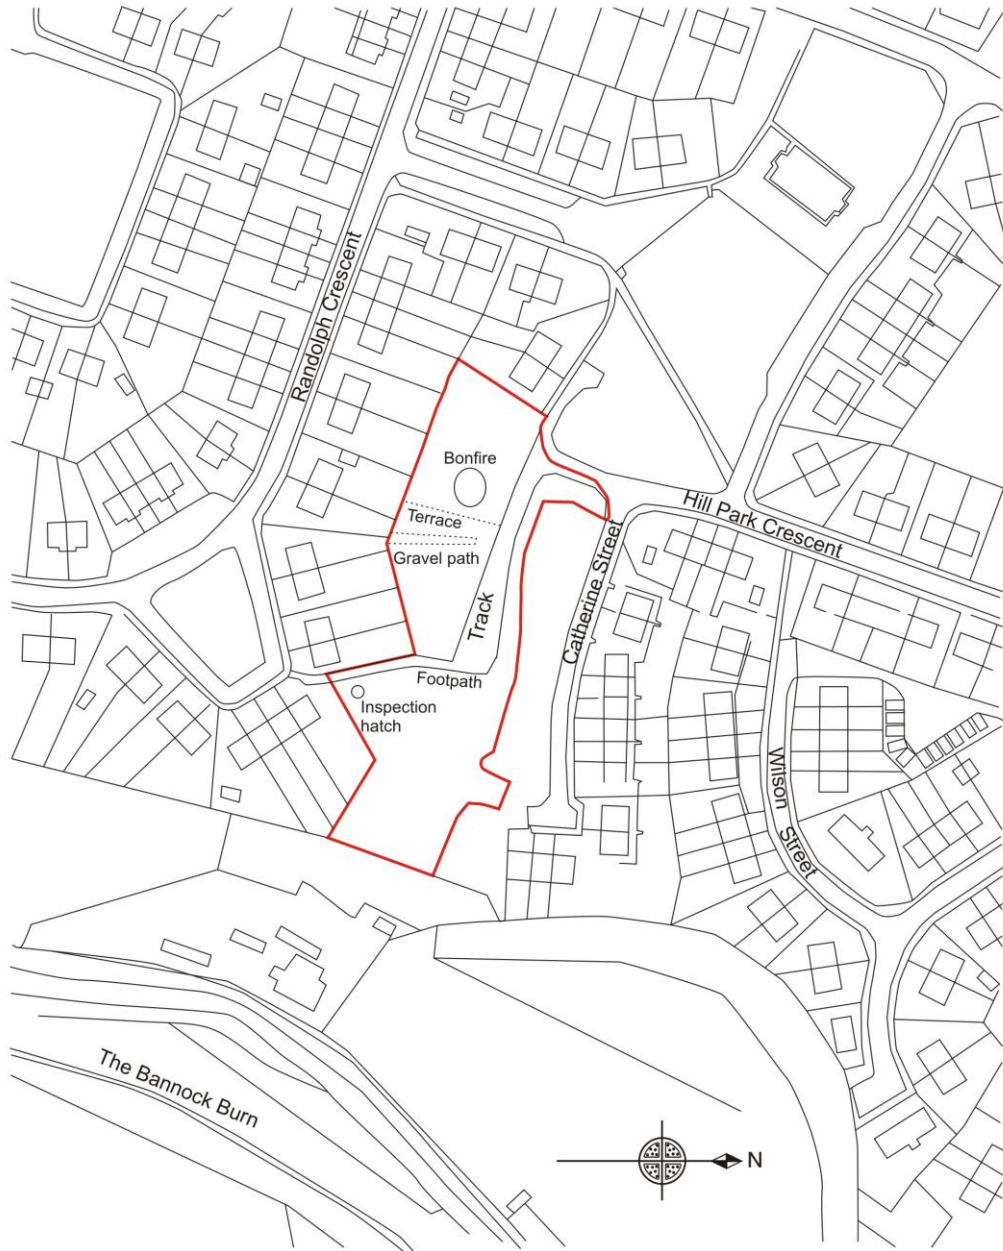 Randolph Crescent
Bonfire
Terrace
Gravel path
Hill Park Crescent
Catherine Street
Track
Footpath
Inspection
hatch
Wilson Street
The Bannock Burn
N